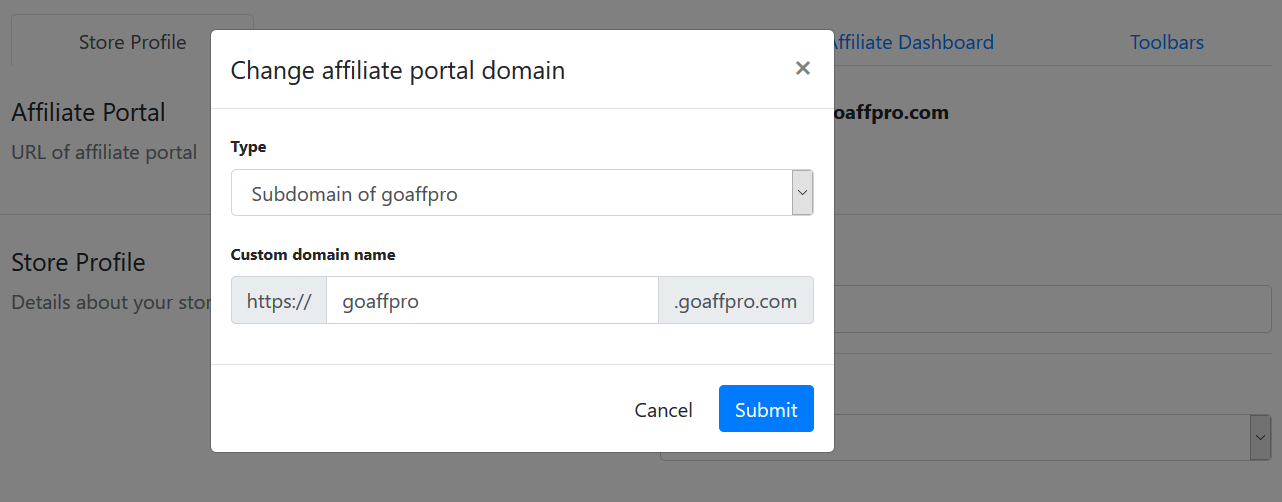 Store Profile
Affiliate Dashboard
Toolbars
Change affiliate portal domain
×
Affiliate Portal
URL of affiliate portal
oaffpro.com
Type
Subdomain of goaffpro
Store Profile
Details about your stor
Custom domain name
https:// goaffpro .goaffpro.com
Cancel
Submit